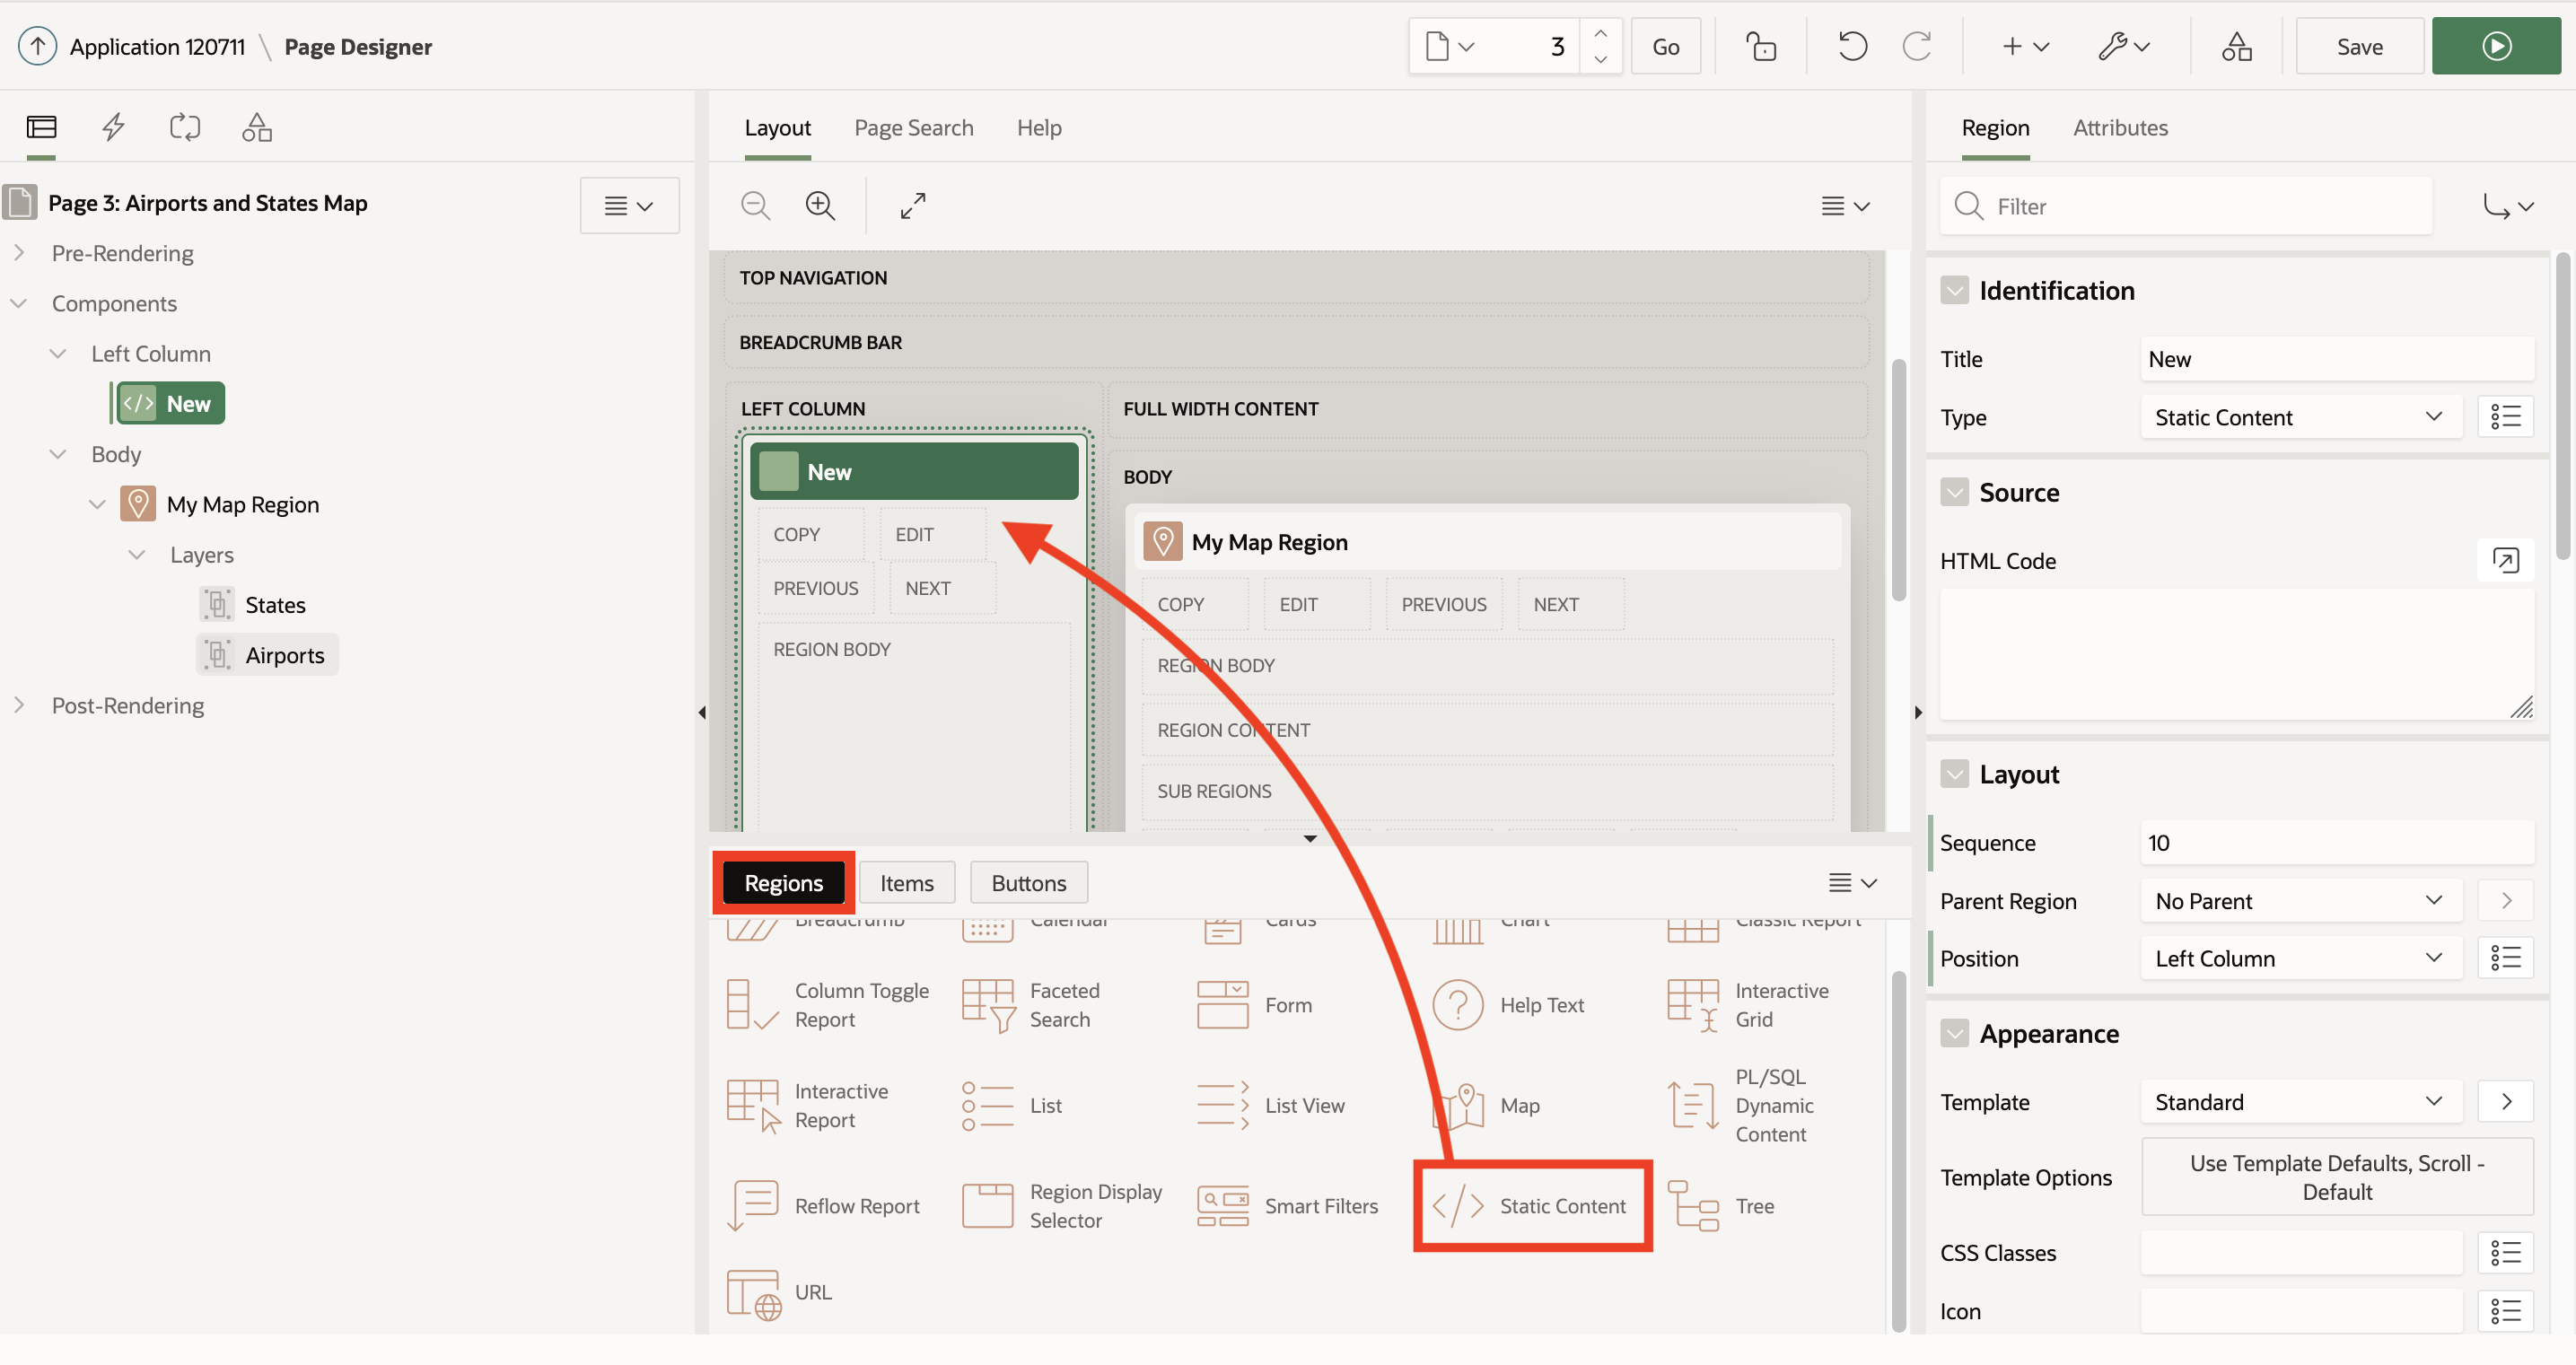 Application 120711 \ Page Designer
3
Go
Save
Page 3: Airports and States Map
Pre-Rendering
Components
Left Column
</> New
Body
My Map Region
Layers
States
Airports
Post-Rendering
Layout Page Search Help
TOP NAVIGATION
BREADCRUMB BAR
LEFT COLUMN
New
COPY EDIT
PREVIOUS NEXT
REGION BODY
FULL WIDTH CONTENT
BODY
My Map Region
COPY EDIT PREVIOUS NEXT
REGION BODY
REGION CONTENT
SUB REGIONS
Regions Items Buttons
Breadcrumb Calendar Cards Chart Classic Report
Column Toggle
Report
Faceted
Search
Form
Help Text
Interactive
Grid
Interactive
Report
List
List View
Map
PL/SQL
Dynamic
Content
Reflow Report
Region Display
Selector
Smart Filters
</> Static Content
Tree
URL
Region Attributes
Filter
Identification
Title New
Type Static Content
Source
HTML Code
Layout
Sequence 10
Parent Region No Parent
Position Left Column
Appearance
Template Standard
Template Options Use Template Defaults, Scroll -
Default
CSS Classes
Icon